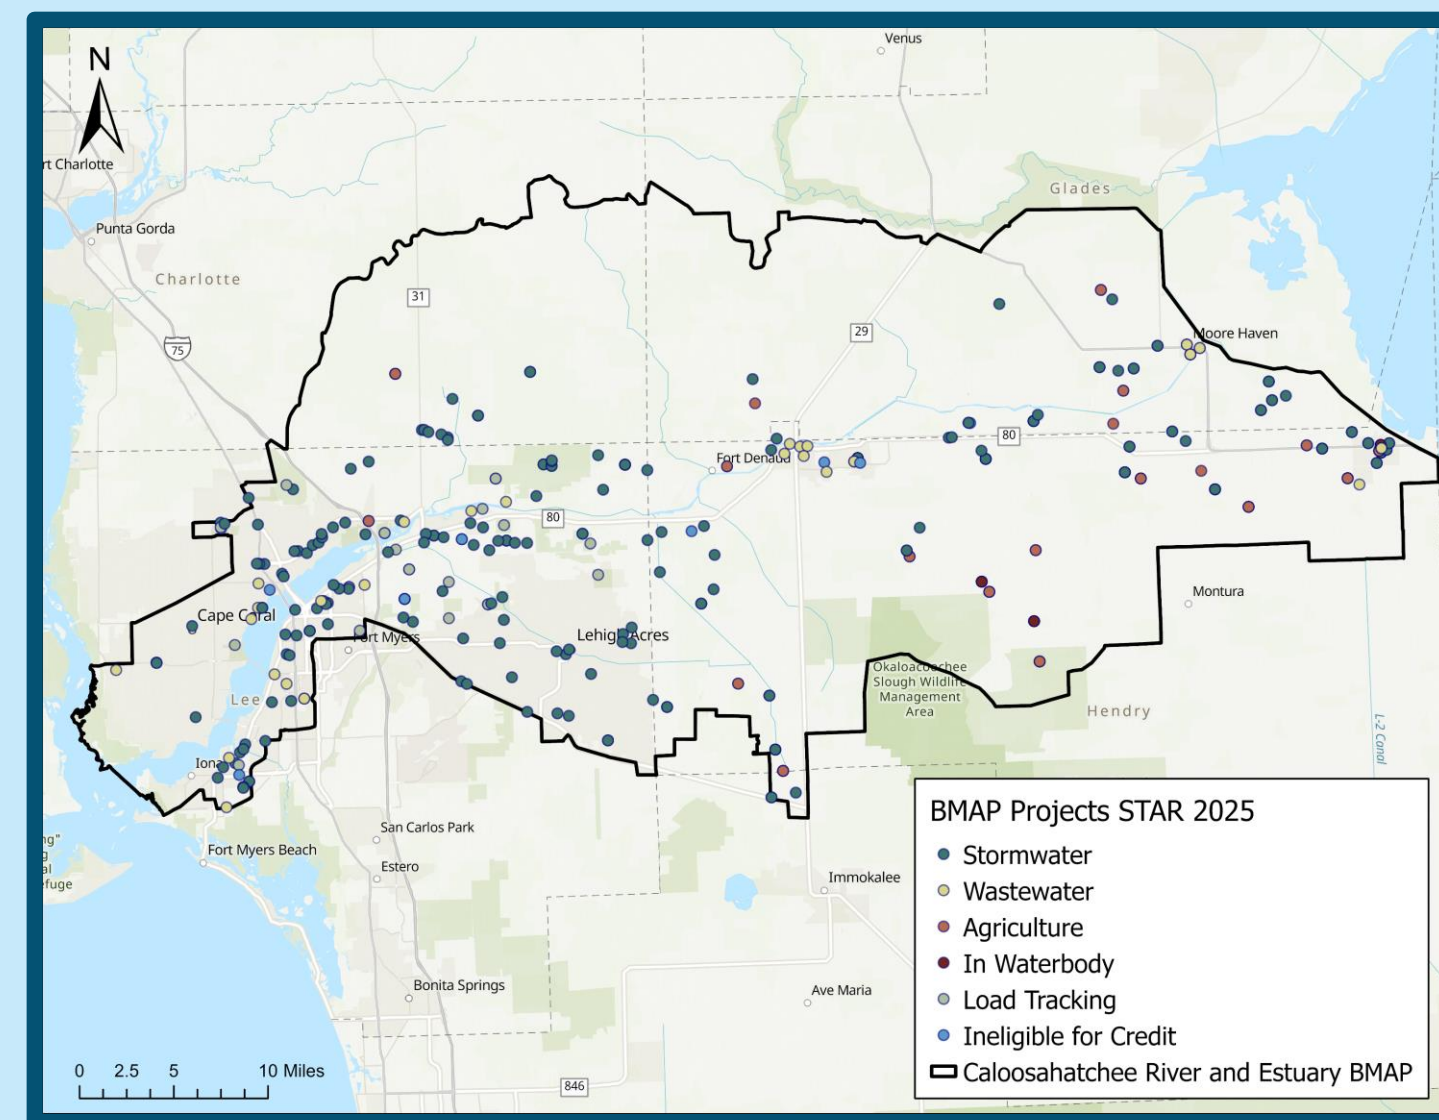 N
Venus
rt Charlotte
Glades
Punta Gorda
Charlotte
31
29
Moore Haven
75
80
Fort Denaud
80
Montura
Cape Coral
Fort Myers
Lehigh Acres
Okaloacoochee
Slough Wildlife
Management
Area
Lee
Hendry
L-2 Canal
Iona
BMAP Projects STAR 2025
Stormwater
Wastewater
Agriculture
In Waterbody
Load Tracking
Ineligible for Credit
Caloosahatchee River and Estuary BMAP
San Carlos Park
ng"
g
al
efuge
Fort Myers Beach
Estero
Immokalee
Bonita Springs
Ave Maria
0 2.5 5 10 Miles
846